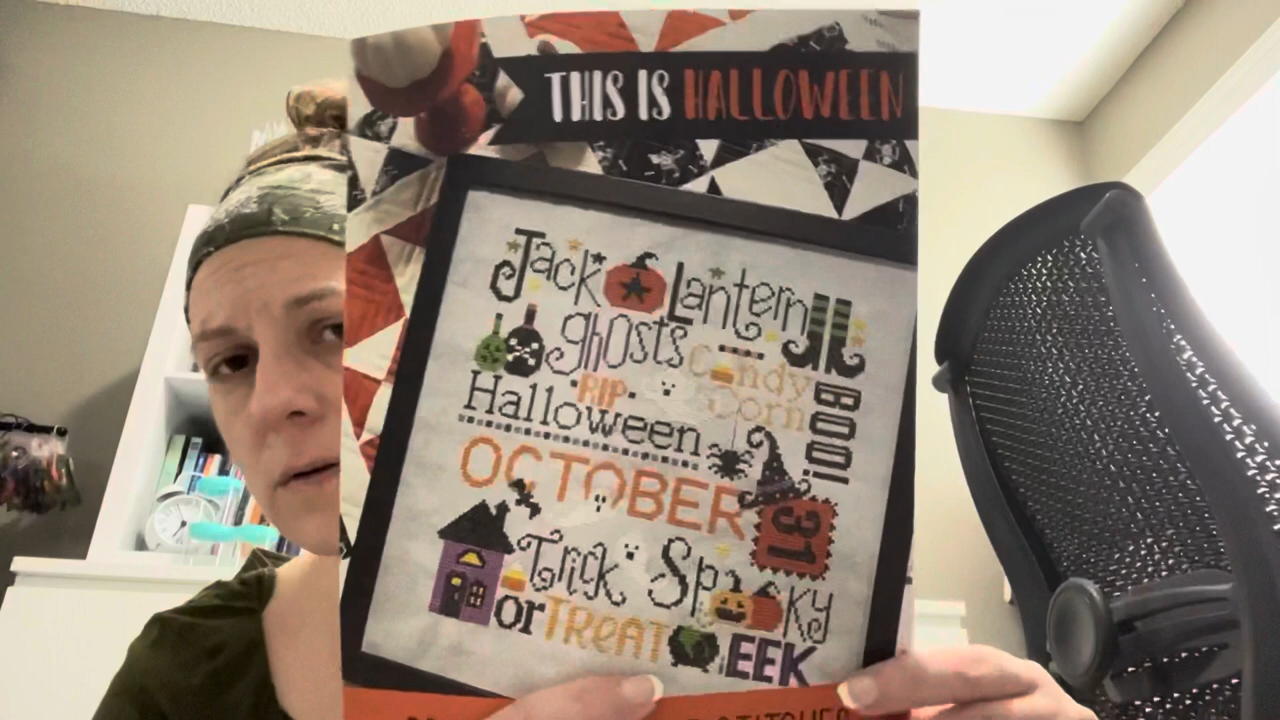 THIS IS HALLOWEEN
Jack Lantern
ghosts
Candy
Corn
BOO!
RIP
Halloween
OCTOBER
31
Trick Spooky
or TReAT EEK